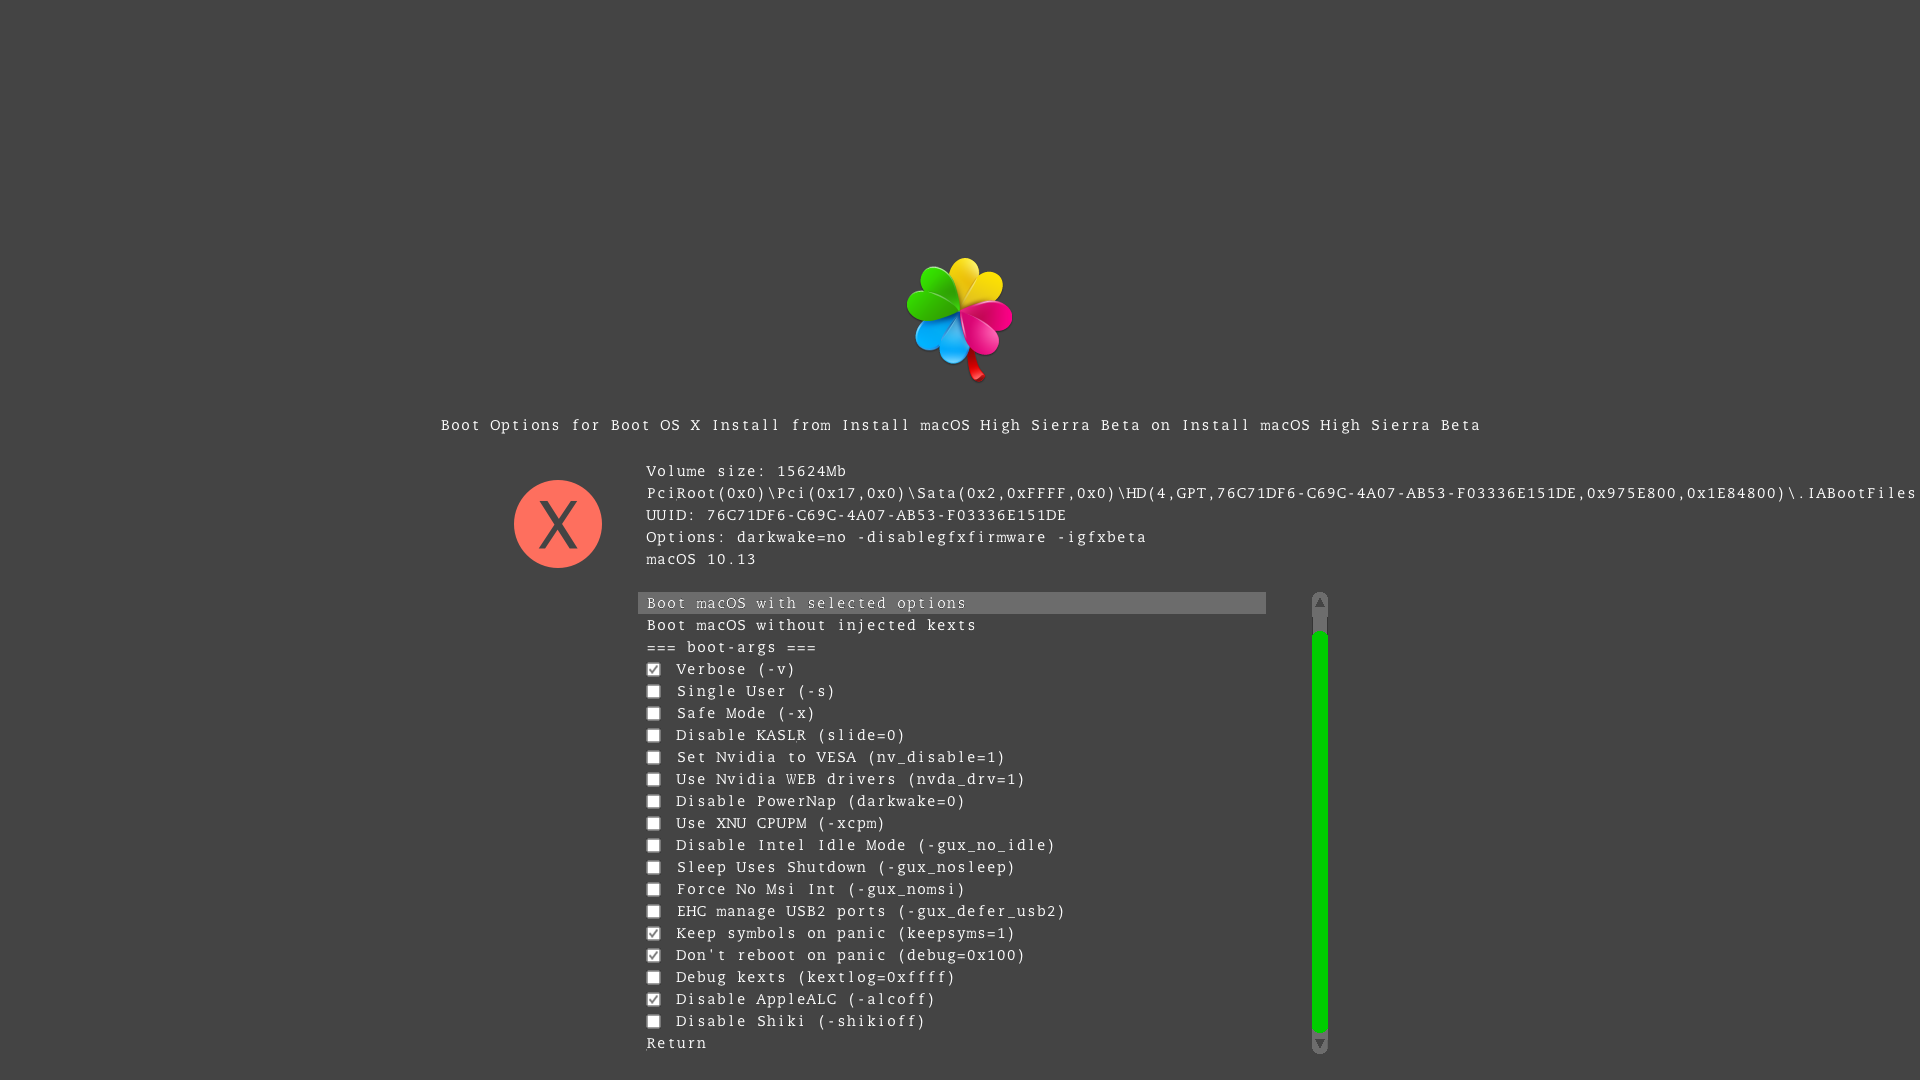 Boot Options for Boot OS X Install from Install macOS High Sierra Beta on Install macOS High Sierra Beta
X
Volume size: 15624Mb
PciRoot(0x0)\Pci(0x17,0x0)\Sata(0x2,0xFFFF,0x0)\HD(4,GPT,76C71DF6-C69C-4A07-AB53-F03336E151DE,0x975E800,0x1E84800)\.IABootFiles
UUID: 76C71DF6-C69C-4A07-AB53-F03336E151DE
Options: darkwake=no -disablegfxfirmware -igfxbeta
macOS 10.13
Boot macOS with selected options
Boot macOS without injected kexts
=== boot-args ===
Verbose (-v)
Single User (-s)
Safe Mode (-x)
Disable KASLR (slide=0)
Set Nvidia to VESA (nv_disable=1)
Use Nvidia WEB drivers (nvda_drv=1)
Disable PowerNap (darkwake=0)
Use XNU CPUPM (-xcpm)
Disable Intel Idle Mode (-gux_no_idle)
Sleep Uses Shutdown (-gux_nosleep)
Force No Msi Int (-gux_nomsi)
EHC manage USB2 ports (-gux_defer_usb2)
Keep symbols on panic (keepsyms=1)
Don't reboot on panic (debug=0x100)
Debug kexts (kextlog=0xffff)
Disable AppleALC (-alcoff)
Disable Shiki (-shikioff)
Return